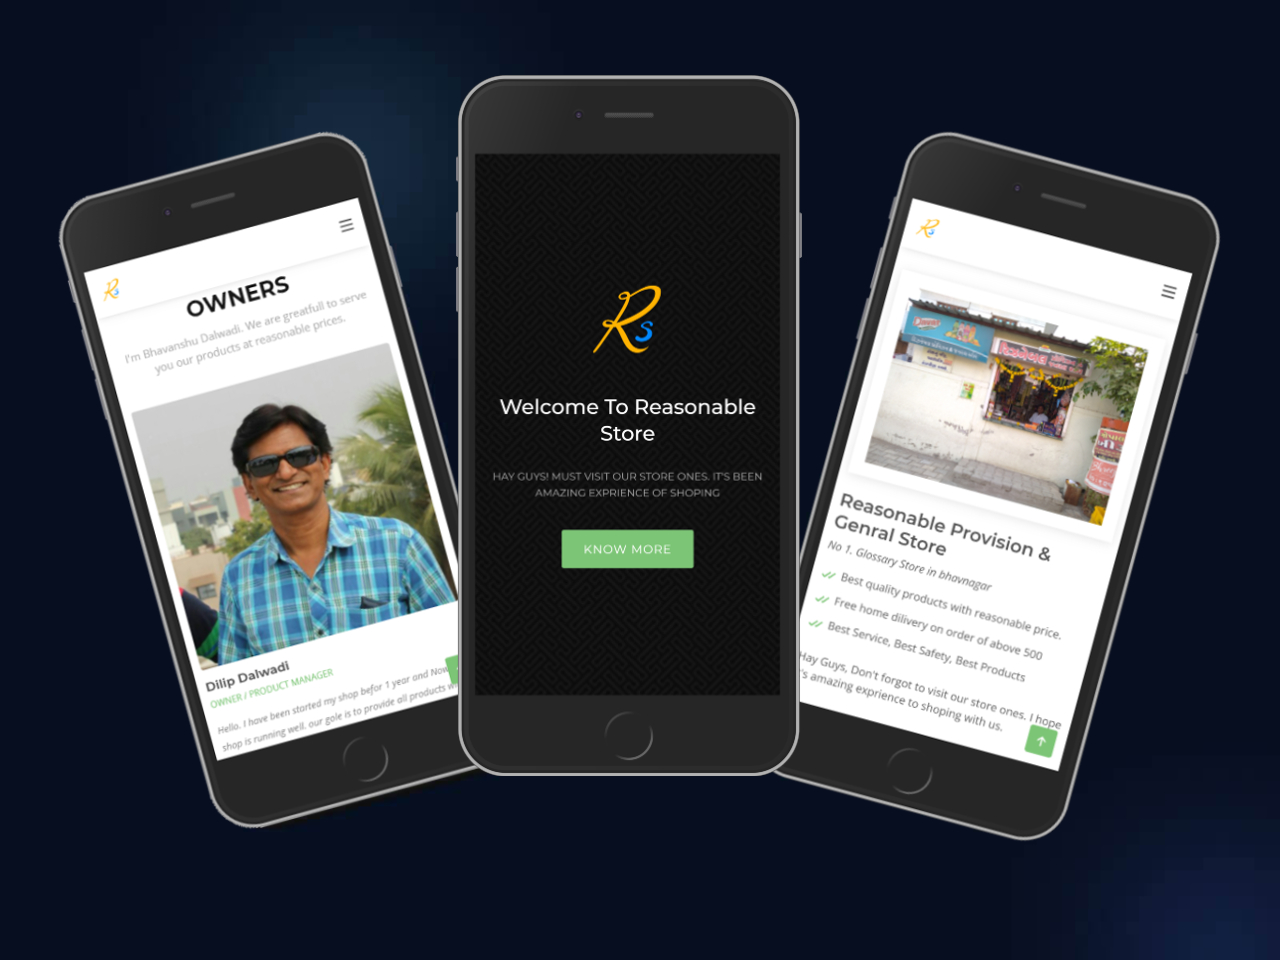 Rs
OWNERS
I'm Bhavanshu Dalwadi. We are greatfull to serve
you our products at reasonable prices.
Dilip Dalwadi
OWNER / PRODUCT MANAGER
Hello. I have been started my shop befor 1 year and Now
shop is running well. our gole is to provide all products
Rs
Welcome To Reasonable
Store
HAY GUYS! MUST VISIT OUR STORE ONES. IT'S BEEN
AMAZING EXPRIENCE OF SHOPING
KNOW MORE
Rs
Reasonable Provision &
Genral Store
No 1. Glossary Store in bhavnagar
Best quality products with reasonable price.
Free home dilivery on order of above 500
Best Service, Best Safety, Best Products
Hay Guys, Don't forgot to visit our store ones. I hope
's amazing exprience to shopping with us.